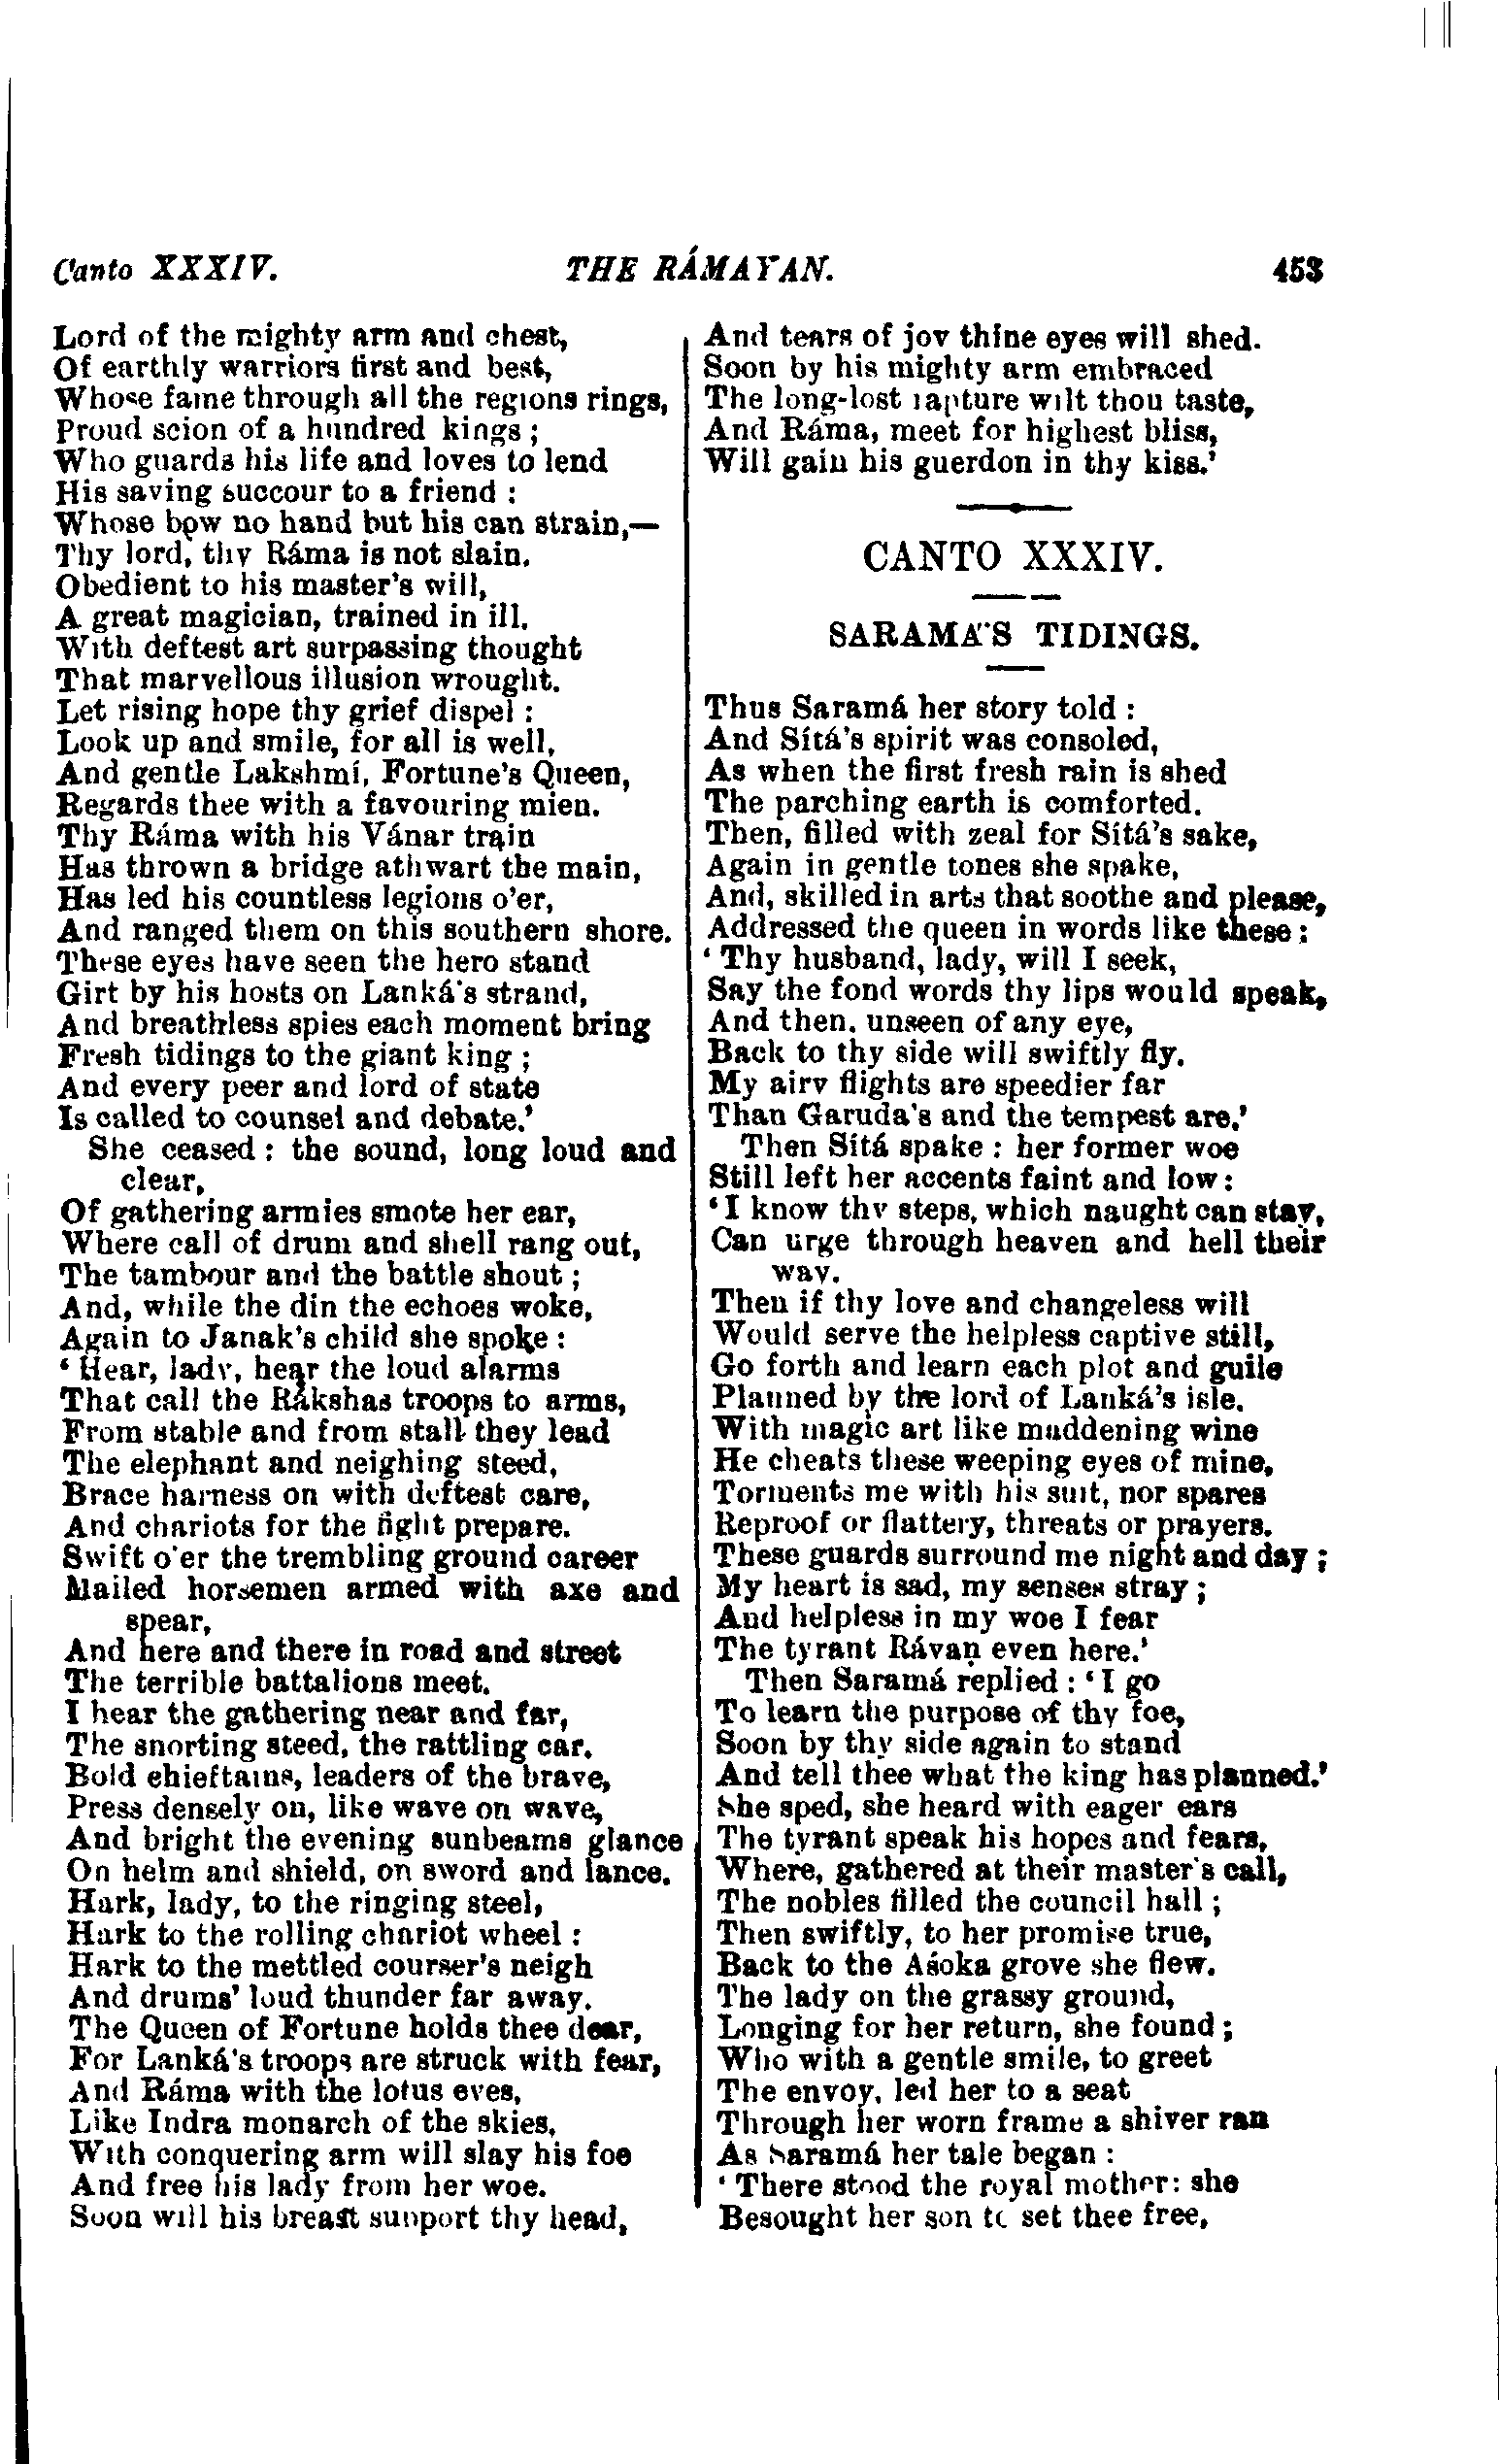 Canto XXXIV. THE RÁMAYAN. 453
Lord of the mighty arm and chest,
Of earthly warriors first and best,
Whose fame through all the regions rings,
Proud scion of a hundred kings ;
Who guards his life and loves to lend
His saving succour to a friend :
Whose bow no hand but his can strain,—
Thy lord, thy Ráma is not slain.
Obedient to his master's will,
A great magician, trained in ill.
With deftest art surpassing thought
That marvellous illusion wrought.
Let rising hope thy grief dispel :
Look up and smile, for all is well,
And gentle Lakshmí, Fortune's Queen,
Regards thee with a favouring mien.
Thy Ráma with his Vánar train
Has thrown a bridge athwart the main,
Has led his countless legions o'er,
And ranged them on this southern shore.
These eyes have seen the hero stand
Girt by his hosts on Lanká's strand,
And breathless spies each moment bring
Fresh tidings to the giant king ;
And every peer and lord of state
Is called to counsel and debate.'
She ceased : the sound, long loud and
clear,
Of gathering armies smote her ear,
Where call of drum and shell rang out,
The tambour and the battle shout ;
And, while the din the echoes woke,
Again to Janak's child she spoke :
‘ Hear, lady, hear the loud alarms
That call the Rákshas troops to arms,
From stable and from stall they lead
The elephant and neighing steed,
Brace harness on with deftest care,
And chariots for the fight prepare.
Swift o'er the trembling ground career
Mailed horsemen armed with axe and
spear,
And here and there in road and street
The terrible battalions meet.
I hear the gathering near and far,
The snorting steed, the rattling car.
Bold chieftains, leaders of the brave,
Press densely on, like wave on wave,
And bright the evening sunbeams glance
On helm and shield, on sword and lance.
Hark, lady, to the ringing steel,
Hark to the rolling chariot wheel :
Hark to the mettled courser's neigh
And drums' loud thunder far away.
The Queen of Fortune holds thee dear,
For Lanká's troops are struck with fear,
And Ráma with the lotus eyes,
Like Indra monarch of the skies,
With conquering arm will slay his foe
And free his lady from her woe.
Soon will his breast support thy head,
And tears of joy thine eyes will shed.
Soon by his mighty arm embraced
The long-lost rapture wilt thou taste,
And Ráma, meet for highest bliss,
Will gain his guerdon in thy kiss.'
CANTO XXXIV.
SARAMÁ'S TIDINGS.
Thus Saramá her story told :
And Sítá's spirit was consoled,
As when the first fresh rain is shed
The parching earth is comforted.
Then, filled with zeal for Sítá's sake,
Again in gentle tones she spake,
And, skilled in arts that soothe and please,
Addressed the queen in words like these :
‘ Thy husband, lady, will I seek,
Say the fond words thy lips would speak,
And then, unseen of any eye,
Back to thy side will swiftly fly.
My airy flights are speedier far
Than Garuda's and the tempest are.'
Then Sítá spake : her former woe
Still left her accents faint and low :
‘I know thy steps, which naught can stay,
Can urge through heaven and hell their
way.
Then if thy love and changeless will
Would serve the helpless captive still,
Go forth and learn each plot and guile
Planned by the lord of Lanká's isle.
With magic art like maddening wine
He cheats these weeping eyes of mine,
Torments me with his suit, nor spares
Reproof or flattery, threats or prayers.
These guards surround me night and day ;
My heart is sad, my senses stray ;
And helpless in my woe I fear
The tyrant Rávaṇ even here.'
Then Saramá replied : ‘ I go
To learn the purpose of thy foe,
Soon by thy side again to stand
And tell thee what the king has planned.'
She sped, she heard with eager ears
The tyrant speak his hopes and fears,
Where, gathered at their master's call,
The nobles filled the council hall ;
Then swiftly, to her promise true,
Back to the Aśoka grove she flew.
The lady on the grassy ground,
Longing for her return, she found ;
Who with a gentle smile, to greet
The envoy, led her to a seat
Through her worn frame a shiver ran
As Saramá her tale began :
‘ There stood the royal mother: she
Besought her son to set thee free,